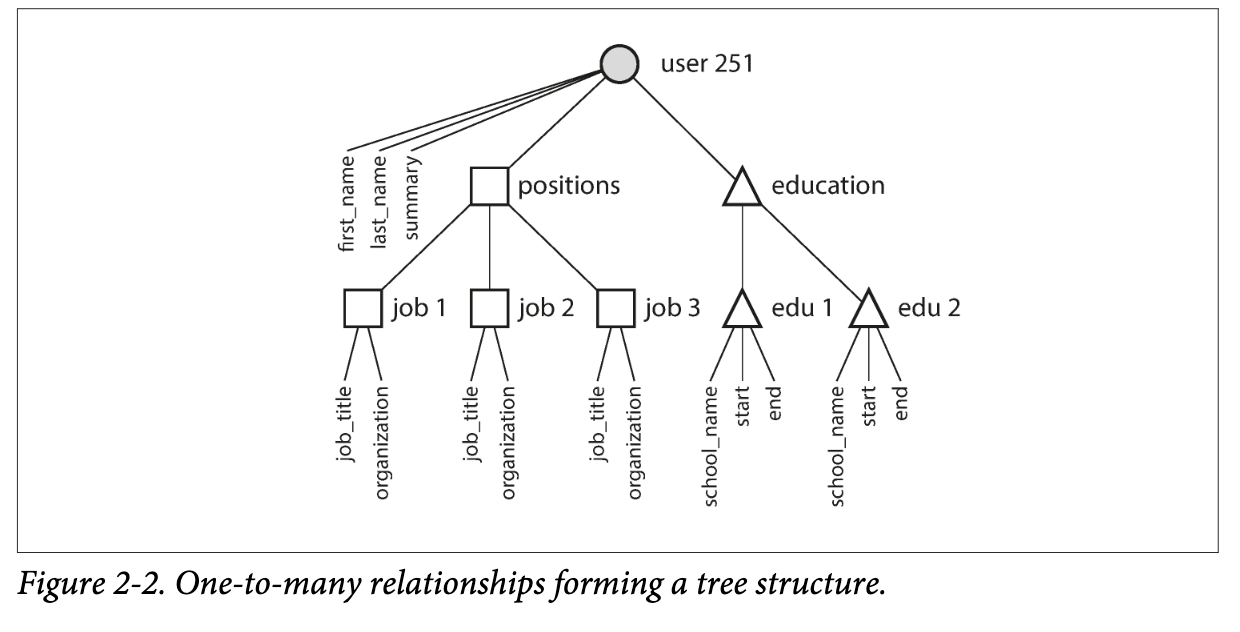 user 251
first_name
last_name
summary
positions
education
job 1
job 2
job 3
edu 1
edu 2
job_title
organization
job_title
organization
job_title
organization
school_name
start
end
school_name
start
end
Figure 2-2. One-to-many relationships forming a tree structure.